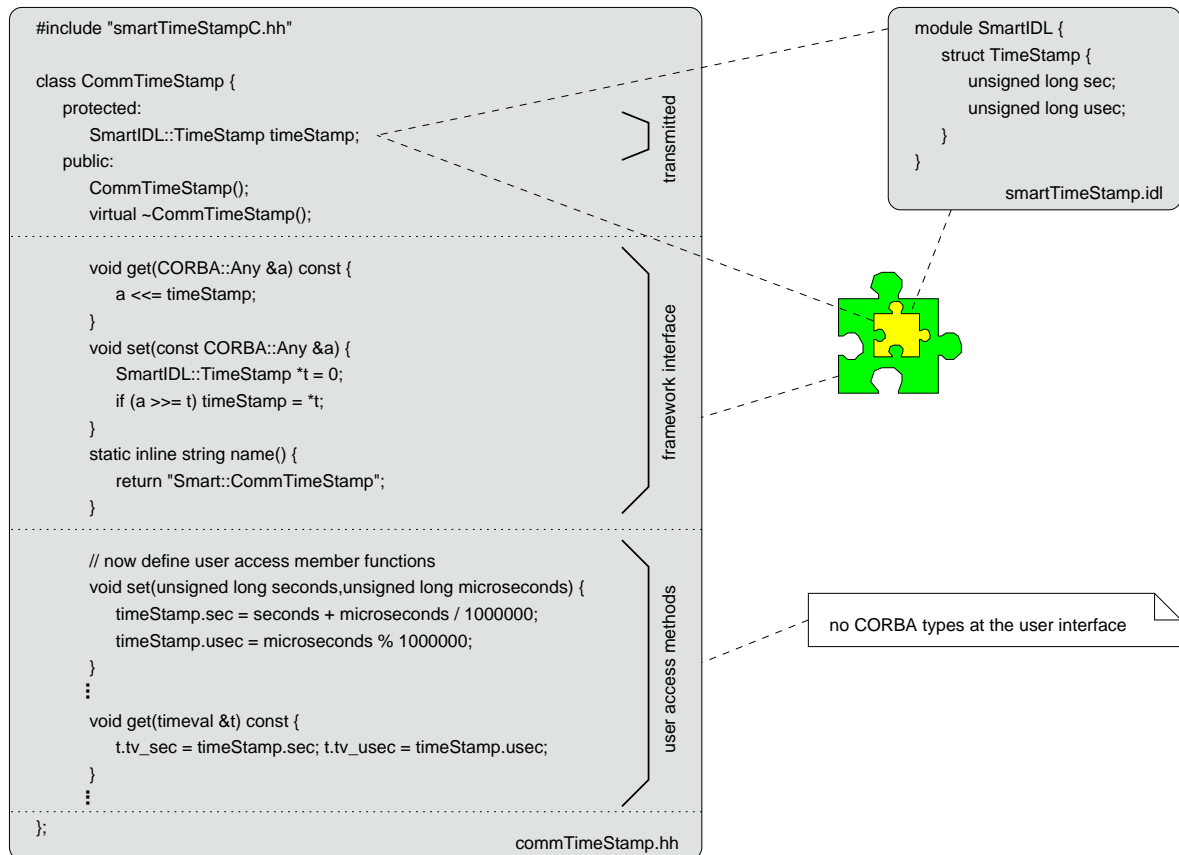 #include "smartTimeStampC.hh"
class CommTimeStamp {
protected:
SmartIDL::TimeStamp timeStamp;
public:
CommTimeStamp();
virtual ~CommTimeStamp();
transmitted
void get(CORBA::Any &a) const {
a <<= timeStamp;
}
void set(const CORBA::Any &a) {
SmartIDL::TimeStamp *t = 0;
if (a >>= t) timeStamp = *t;
}
static inline string name() {
return "Smart::CommTimeStamp";
}
framework interface
// now define user access member functions
void set(unsigned long seconds,unsigned long microseconds) {
timeStamp.sec = seconds + microseconds / 1000000;
timeStamp.usec = microseconds % 1000000;
}
⋮
void get(timeval &t) const {
t.tv_sec = timeStamp.sec; t.tv_usec = timeStamp.usec;
}
⋮
user access methods
};
commTimeStamp.hh
module SmartIDL {
struct TimeStamp {
unsigned long sec;
unsigned long usec;
}
}
smartTimeStamp.idl
no CORBA types at the user interface